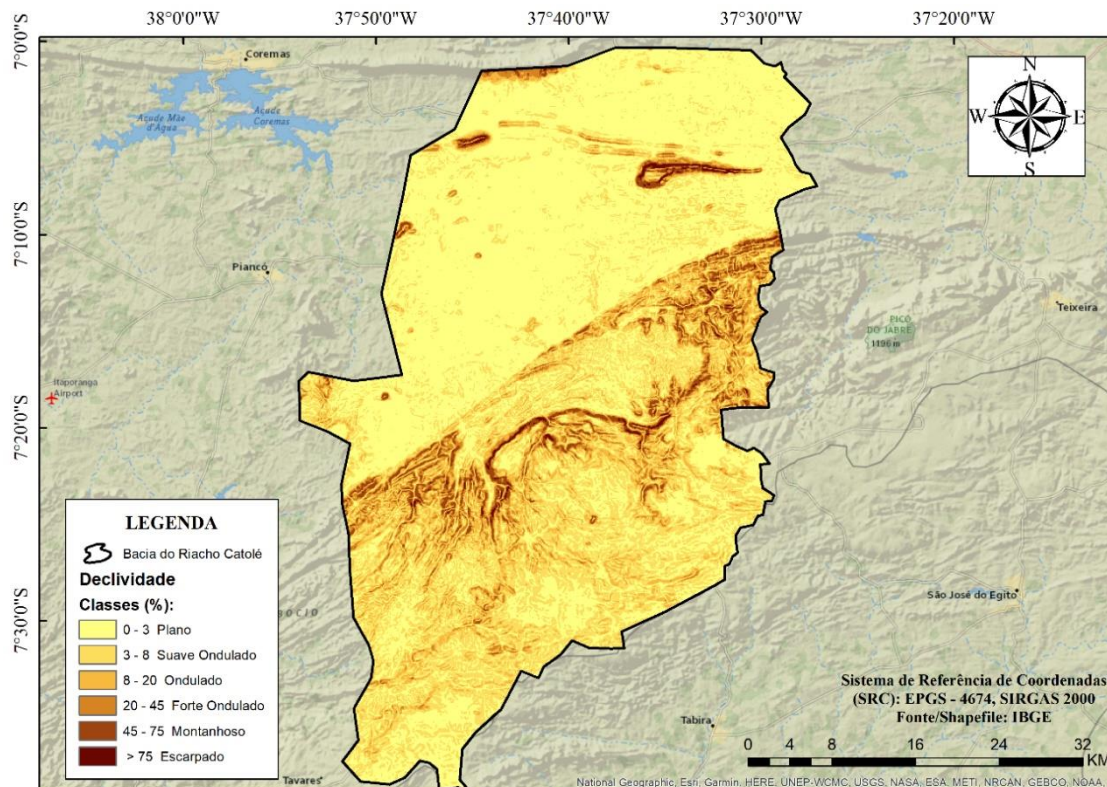 38°0'0"W
37°50'0"W
37°40'0"W
37°30'0"W
37°20'0"W
7°0'0"S
7°10'0"S
7°20'0"S
7°30'0"S
Coremas
Açude Mãe
d'Água
Açude
Coremas
N
W
E
S
Piancó
Teixeira
PICO
DO JABRE
1196 m
Itaporanga
Airport
São José do Egito
Tabira
Tavares
LEGENDA
Bacia do Riacho Catolé
Declividade
Classes (%):
0 - 3 Plano
3 - 8 Suave Ondulado
8 - 20 Ondulado
20 - 45 Forte Ondulado
45 - 75 Montanhoso
> 75 Escarpado
Sistema de Referência de Coordenadas
(SRC): EPGS - 4674, SIRGAS 2000
Fonte/Shapefile: IBGE
0 4 8 16 24 32
KM
National Geographic, Esri, Garmin, HERE, UNEP-WCMC, USGS, NASA, ESA, METI, NRCAN, GEBCO, NOAA,